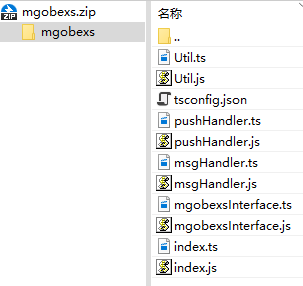 mgobexs.zip
mgobexs
名称
..
Util.ts
Util.js
tsconfig.json
pushHandler.ts
pushHandler.js
msgHandler.ts
msgHandler.js
mgobexsInterface.ts
mgobexsInterface.js
index.ts
index.js